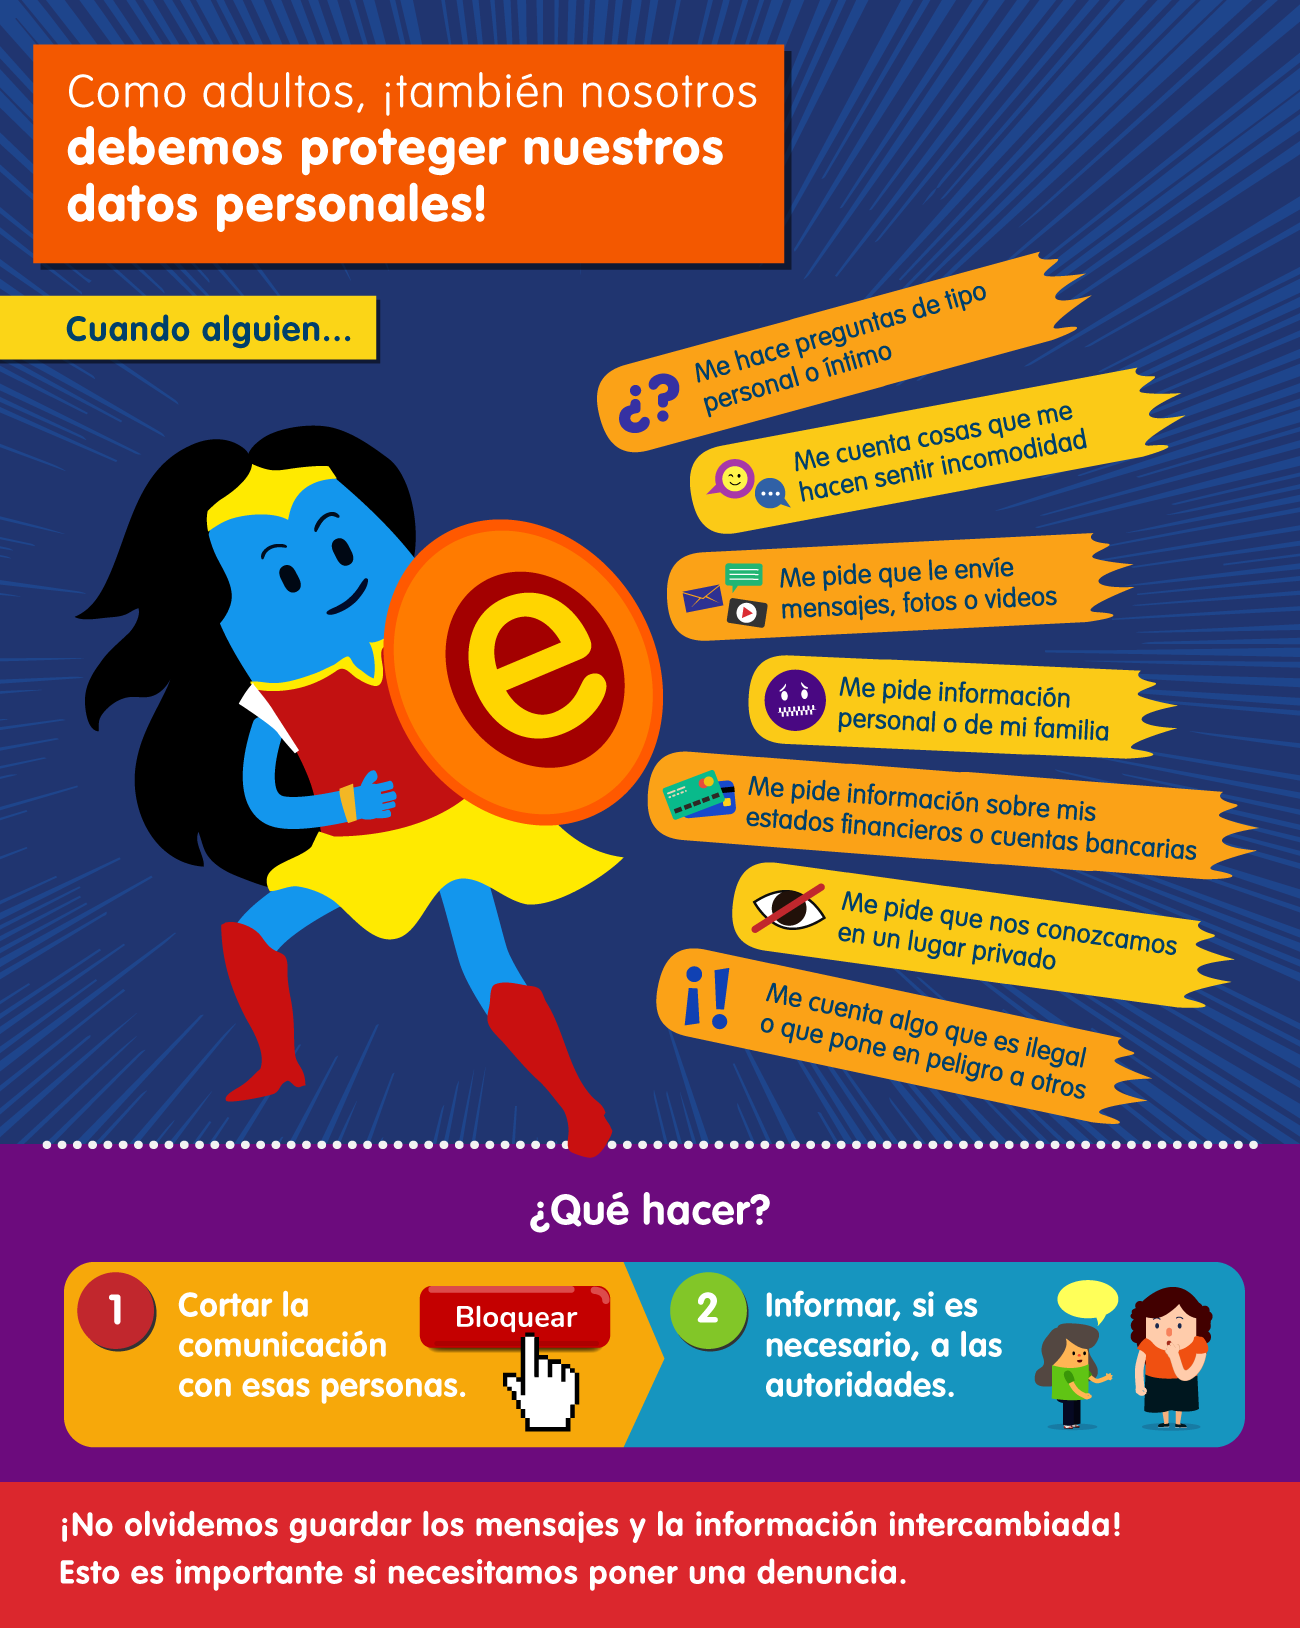 Como adultos, ¡también nosotros
debemos proteger nuestros
datos personales!
Cuando alguien...
¿?
Me hace preguntas de tipo
personal o íntimo
Me cuenta cosas que me
hacen sentir incomodidad
Me pide que le envíe
mensajes, fotos o videos
Me pide información
personal o de mi familia
Me pide información sobre mis
estados financieros o cuentas bancarias
Me pide que nos conozcamos
en un lugar privado
¡!
Me cuenta algo que es ilegal
o que pone en peligro a otros
e
¿Qué hacer?
1
Cortar la
comunicación
con esas personas.
Bloquear
2
Informar, si es
necesario, a las
autoridades.
¡No olvidemos guardar los mensajes y la información intercambiada!
Esto es importante si necesitamos poner una denuncia.